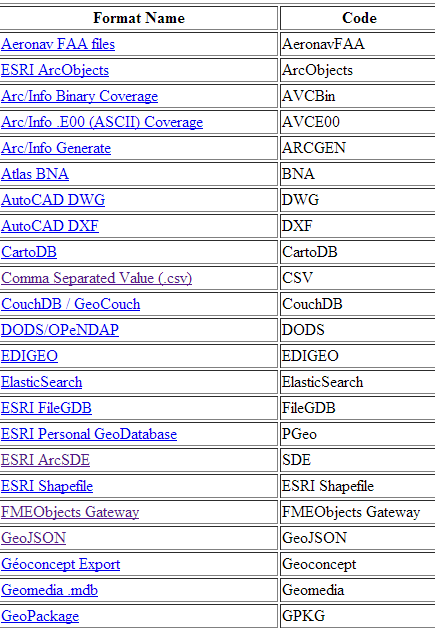 Format Name Code
Aeronav FAA files AeronavFAA
ESRI ArcObjects ArcObjects
Arc/Info Binary Coverage AVCBin
Arc/Info .E00 (ASCII) Coverage AVCE00
Arc/Info Generate ARCGEN
Atlas BNA BNA
AutoCAD DWG DWG
AutoCAD DXF DXF
CartoDB CartoDB
Comma Separated Value (.csv) CSV
CouchDB / GeoCouch CouchDB
DODS/OPeNDAP DODS
EDIGEO EDIGEO
ElasticSearch ElasticSearch
ESRI FileGDB FileGDB
ESRI Personal GeoDatabase PGeo
ESRI ArcSDE SDE
ESRI Shapefile ESRI Shapefile
FMEObjects Gateway FMEObjects Gateway
GeoJSON GeoJSON
Géoconcept Export Geoconcept
Geomedia .mdb Geomedia
GeoPackage GPKG